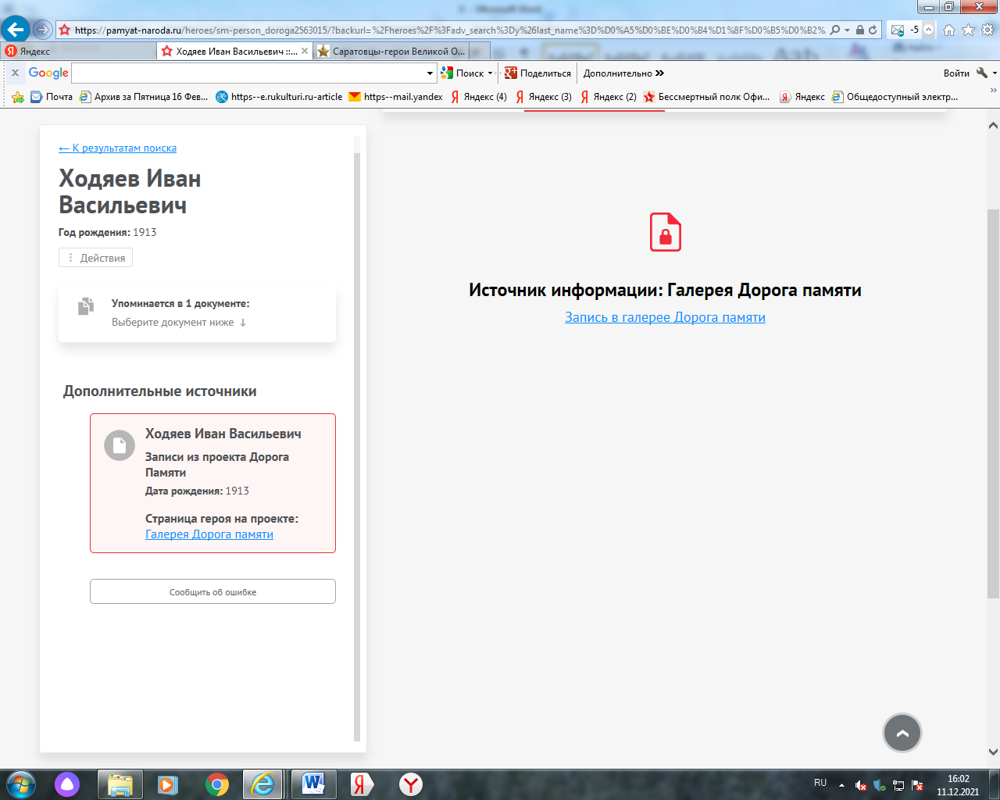 Microsoft Word
https://pamyat-naroda.ru/heroes/sm-person_doroga2563015/?backurl=%2Fheroes%2F%3Fadv_search%3Dy%26last_name%3D%D0%A5%D0%BE%D0%B4%D1%8F%D0%B5%D0%B2%
-5
Яндекс
Ходяев Иван Васильевич ::...
Саратовцы-герои Великой О...
Google
Поиск
Поделиться
Дополнительно
Войти
Почта
Архив за Пятница 16 Фев...
https--e.rukulturi.ru-article
https--mail.yandex
Яндекс (4)
Яндекс (3)
Яндекс (2)
Бессмертный полк Офи...
Яндекс
Общедоступный электр...
← К результатам поиска
Ходяев Иван
Васильевич
Год рождения: 1913
Действия
Упоминается в 1 документе:
Выберите документ ниже ↓
Дополнительные источники
Ходяев Иван Васильевич
Записи из проекта Дорога
Памяти
Дата рождения: 1913
Страница героя на проекте:
Галерея Дорога памяти
Сообщить об ошибке
Источник информации: Галерея Дорога памяти
Запись в галерее Дорога памяти
RU
16:02
11.12.2021